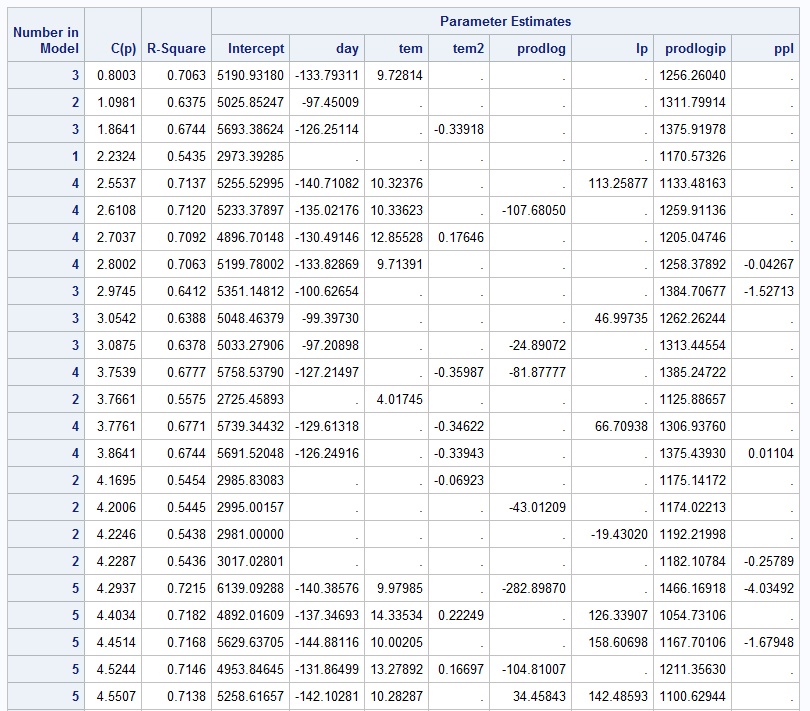 Number in Model C(p) R-Square Parameter Estimates
Intercept day tem tem2 prodlog lp prodlogip ppl
3 0.8003 0.7063 5190.93180 -133.79311 9.72814 . . . 1256.26040 .
2 1.0981 0.6375 5025.85247 -97.45009 . . . . 1311.79914 .
3 1.8641 0.6744 5693.38624 -126.25114 . -0.33918 . . 1375.91978 .
1 2.2324 0.5435 2973.39285 . . . . . 1170.57326 .
4 2.5537 0.7137 5255.52995 -140.71082 10.32376 . . 113.25877 1133.48163 .
4 2.6108 0.7120 5233.37897 -135.02176 10.33623 . -107.68050 . 1259.91136 .
4 2.7037 0.7092 4896.70148 -130.49146 12.85528 0.17646 . . 1205.04746 .
4 2.8002 0.7063 5199.78002 -133.82869 9.71391 . . . 1258.37892 -0.04267
3 2.9745 0.6412 5351.14812 -100.62654 . . . . 1384.70677 -1.52713
3 3.0542 0.6388 5048.46379 -99.39730 . . . 46.99735 1262.26244 .
3 3.0875 0.6378 5033.27906 -97.20898 . . -24.89072 . 1313.44554 .
4 3.7539 0.6777 5758.53790 -127.21497 . -0.35987 -81.87777 . 1385.24722 .
2 3.7661 0.5575 2725.45893 . 4.01745 . . . 1125.88657 .
4 3.7761 0.6771 5739.34432 -129.61318 . -0.34622 . 66.70938 1306.93760 .
4 3.8641 0.6744 5691.52048 -126.24916 . -0.33943 . . 1375.43930 0.01104
2 4.1695 0.5454 2985.83083 . . -0.06923 . . 1175.14172 .
2 4.2006 0.5445 2995.00157 . . . -43.01209 . 1174.02213 .
2 4.2246 0.5438 2981.00000 . . . . -19.43020 1192.21998 .
2 4.2287 0.5436 3017.02801 . . . . . 1182.10784 -0.25789
5 4.2937 0.7215 6139.09288 -140.38576 9.97985 . -282.89870 . 1466.16918 -4.03492
5 4.4034 0.7182 4892.01609 -137.34693 14.33534 0.22249 . 126.33907 1054.73106 .
5 4.4514 0.7168 5629.63705 -144.88116 10.00205 . . 158.60698 1167.70106 -1.67948
5 4.5244 0.7146 4953.84645 -131.86499 13.27892 0.16697 -104.81007 . 1211.35630 .
5 4.5507 0.7138 5258.61657 -142.10281 10.28287 . 34.45843 142.48593 1100.62944 .